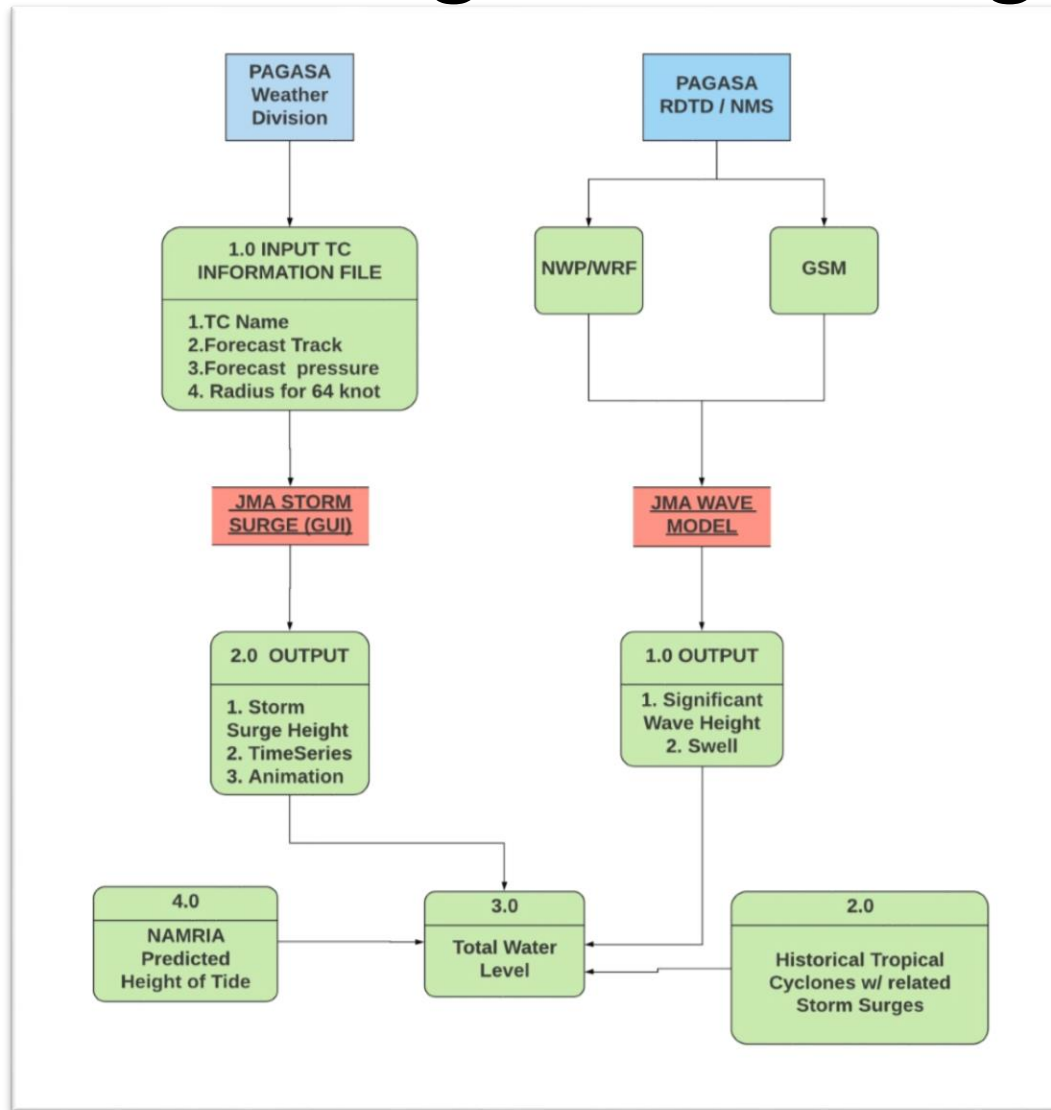 PAGASA
Weather
Division
PAGASA
RDTD / NMS
1.0 INPUT TC
INFORMATION FILE
1.TC Name
2.Forecast Track
3.Forecast pressure
4. Radius for 64 knot
NWP/WRF
GSM
JMA STORM
SURGE (GUI)
JMA WAVE
MODEL
2.0 OUTPUT
1. Storm
Surge Height
2. TimeSeries
3. Animation
1.0 OUTPUT
1. Significant
Wave Height
2. Swell
4.0
NAMRIA
Predicted
Height of Tide
3.0
Total Water
Level
2.0
Historical Tropical
Cyclones w/ related
Storm Surges